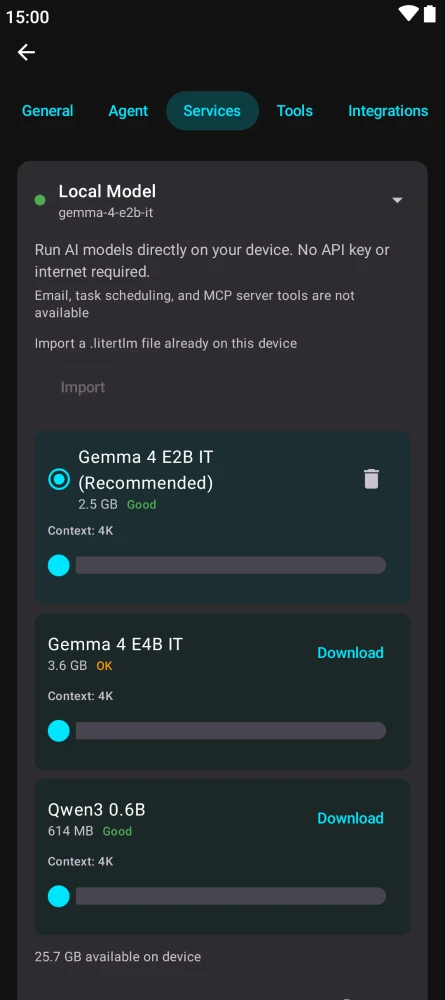 15:00
General Agent Services Tools Integrations
Local Model
gemma-4-e2b-it
Run AI models directly on your device. No API key or
internet required.
Email, task scheduling, and MCP server tools are not
available
Import a .litertlm file already on this device
Import
Gemma 4 E2B IT
(Recommended)
2.5 GB Good
Context: 4K
Gemma 4 E4B IT
Download
3.6 GB OK
Context: 4K
Qwen3 0.6B
Download
614 MB Good
Context: 4K
25.7 GB available on device